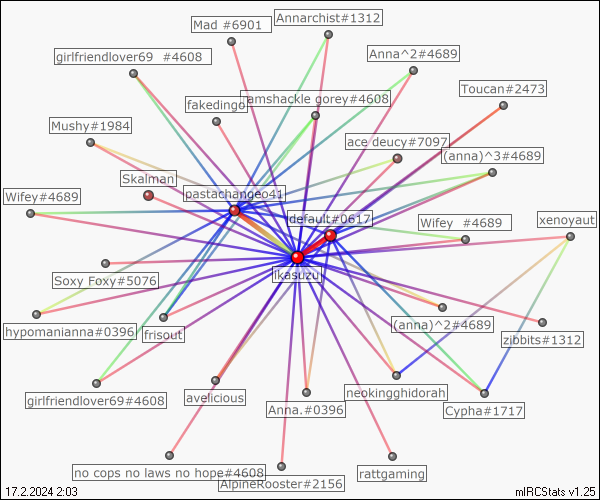 Mad #6901
Annarchist#1312
girlfriendlover69  #4608
Anna^2#4689
Toucan#2473
fakedingo
amshackle gorey#4608
Mushy#1984
ace deucy#7097
(anna)^3#4689
Skalman
Wifey#4689
pastachangeo41
default#0617
Wifey  #4689
xenoyaut
Soxy Foxy#5076
ikasuzu
hypomanianna#0396
frisout
(anna)^2#4689
zibbits#1312
girlfriendlover69#4608
avelicious
Anna.#0396
neokingghidorah
Cypha#1717
no cops no laws no hope#4608
AlpineRooster#2156
rattgaming
17.2.2024 2:03
mIRCStats v1.25